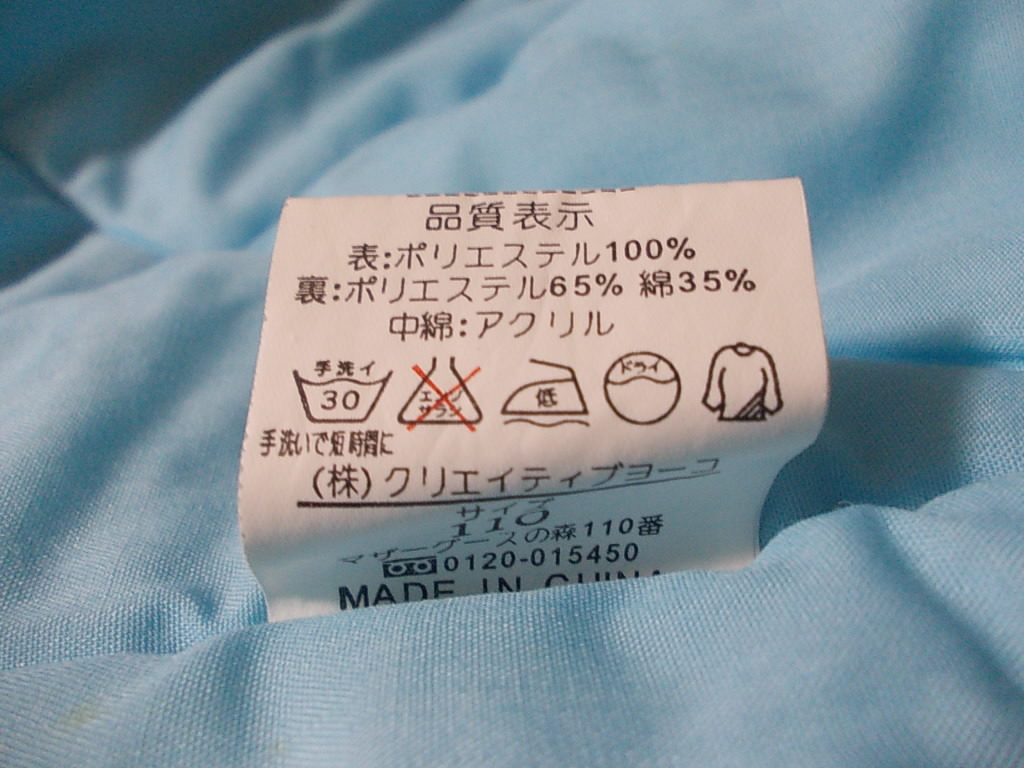 品質表示
表:ポリエステル100%
裏:ポリエステル65% 綿35%
中綿:アクリル
手洗イ
30
エンソ
サラシ
低
ドライ
手洗いで短時間に
(株)クリエイティブヨーコ
サイズ
110
マザーグースの森110番
0120-015450
MADE IN CHINA